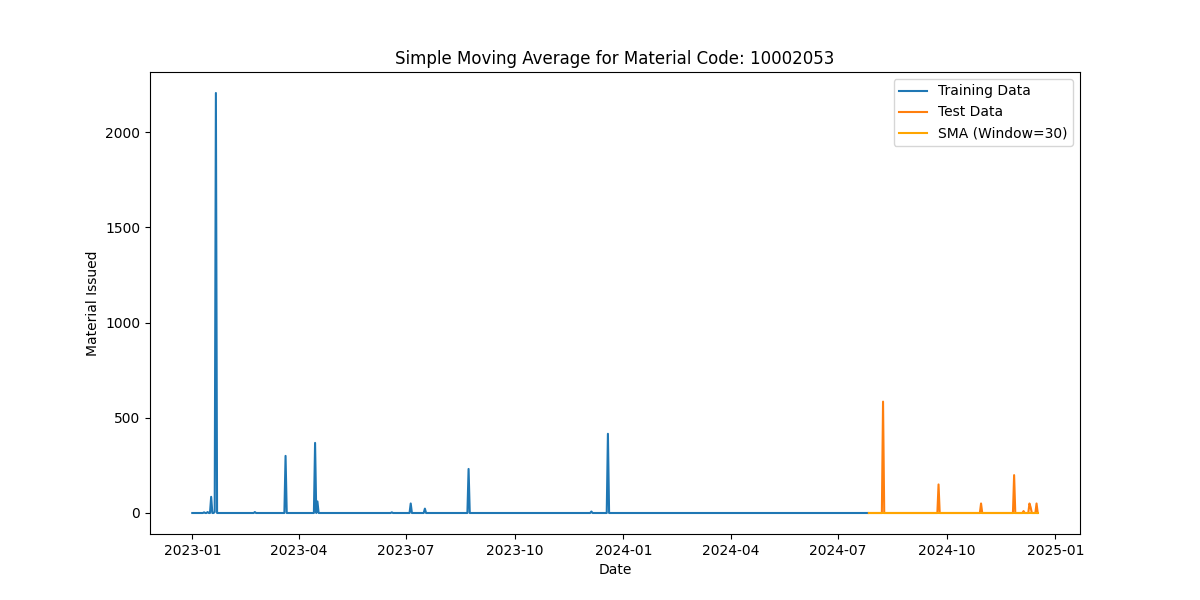 Simple Moving Average for Material Code: 10002053
Training Data
Test Data
SMA (Window=30)
Material Issued
2000
1500
1000
500
0
2023-01 2023-04 2023-07 2023-10 2024-01 2024-04 2024-07 2024-10 2025-01
Date